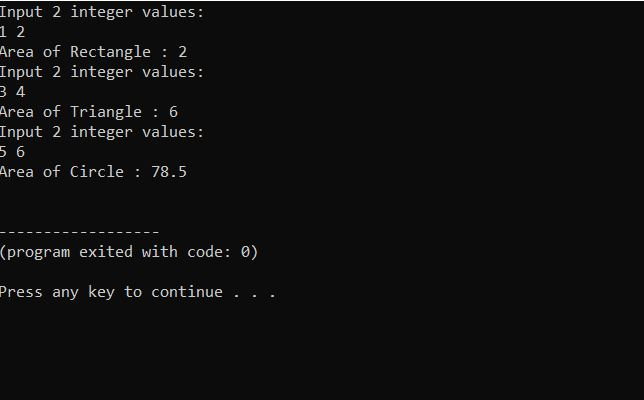 Input 2 integer values:
1 2
Area of Rectangle : 2
Input 2 integer values:
3 4
Area of Triangle : 6
Input 2 integer values:
5 6
Area of Circle : 78.5
------------------
(program exited with code: 0)
Press any key to continue . . .